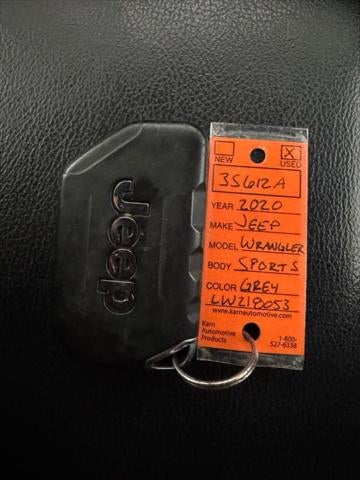 Jeep
NEW X USED
35612A
YEAR 2020
MAKE JEEP
MODEL WRANGLER
BODY SPORT S
COLOR GREY
LW218053
www.karnautomotive.com
Karn
Automotive
Products
1-800-
527-6338